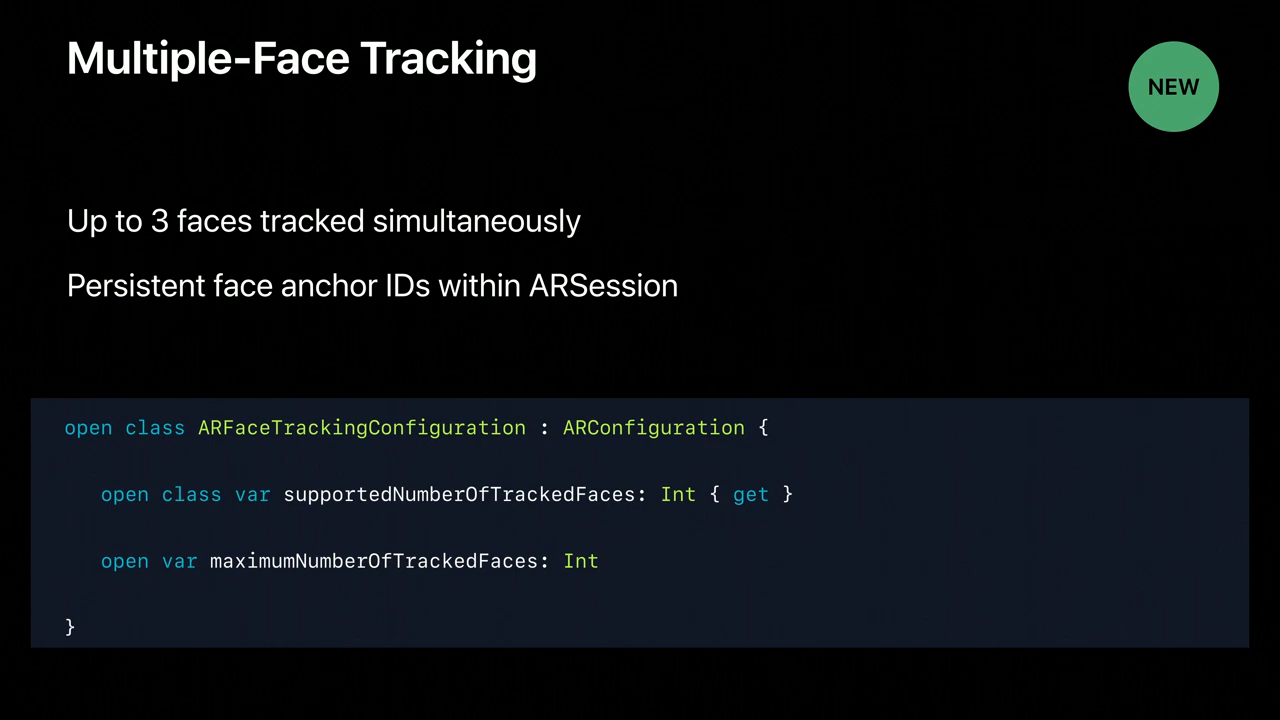 Multiple-Face Tracking
NEW
Up to 3 faces tracked simultaneously
Persistent face anchor IDs within ARSession
open class ARFaceTrackingConfiguration : ARConfiguration {
open class var supportedNumberOfTrackedFaces: Int { get }
open var maximumNumberOfTrackedFaces: Int
}